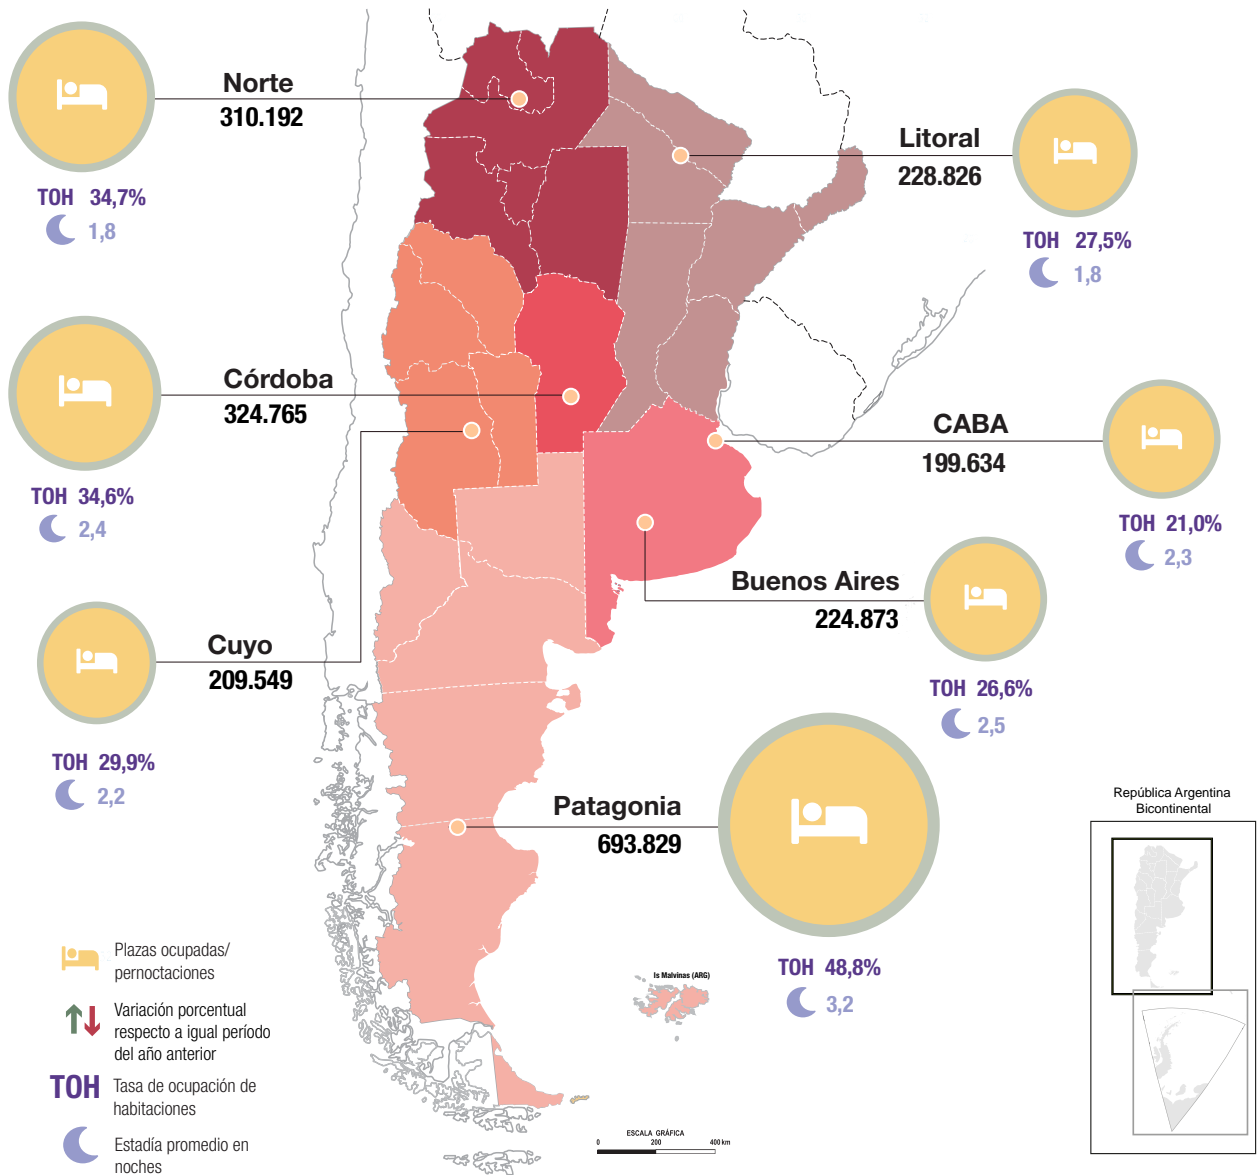 Norte
310.192
TOH 34,7%
1,8
Litoral
228.826
TOH 27,5%
1,8
Córdoba
324.765
TOH 34,6%
2,4
CABA
199.634
TOH 21,0%
2,3
Buenos Aires
224.873
TOH 26,6%
2,5
Cuyo
209.549
TOH 29,9%
2,2
Patagonia
693.829
TOH 48,8%
3,2
República Argentina
Bicontinental
Is Malvinas (ARG)
Plazas ocupadas/
pernoctaciones
Variación porcentual
respecto a igual período
del año anterior
TOH Tasa de ocupación de
habitaciones
Estadía promedio en
noches
ESCALA GRÁFICA
0 200 400 km